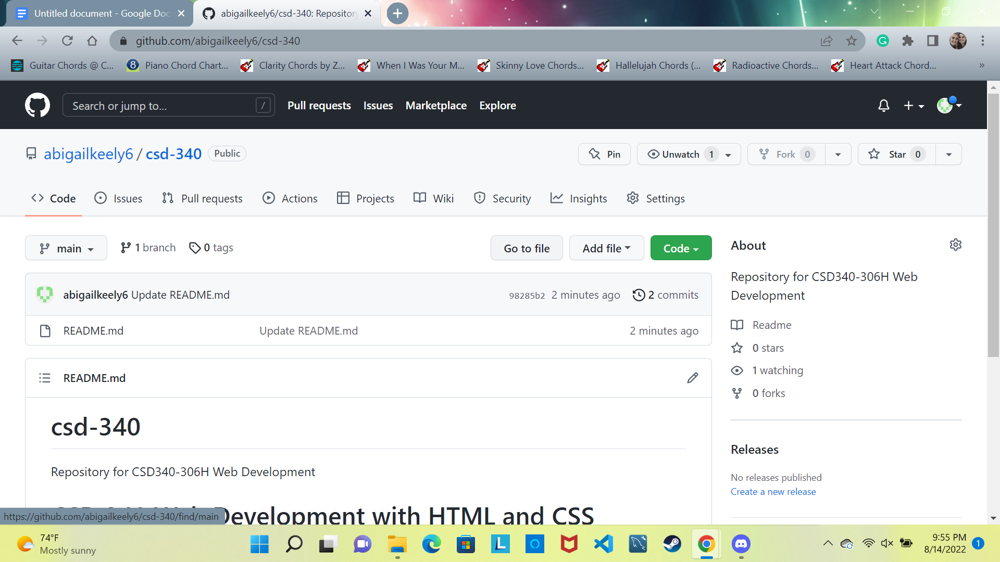 Untitled document - Google Doc
abigailkeely6/csd-340: Repository
github.com/abigailkeely6/csd-340
Guitar Chords @ C...
Piano Chord Chart...
Clarity Chords by Z...
When I Was Your M...
Skinny Love Chords...
Hallelujah Chords (...
Radioactive Chords...
Heart Attack Chord...
»
Search or jump to...
/
Pull requests
Issues
Marketplace
Explore
abigailkeely6 / csd-340
Public
Pin
Unwatch 1
Fork 0
Star 0
Code
Issues
Pull requests
Actions
Projects
Wiki
Security
Insights
Settings
main
1 branch
0 tags
Go to file
Add file
Code
abigailkeely6 Update README.md
98285b2 2 minutes ago
2 commits
README.md
Update README.md
2 minutes ago
README.md
csd-340
Repository for CSD340-306H Web Development
Development with HTML and CSS
About
Repository for CSD340-306H Web
Development
Readme
0 stars
1 watching
0 forks
Releases
No releases published
Create a new release
https://github.com/abigailkeely6/csd-340/find/main
74°F
Mostly sunny
9:55 PM
8/14/2022
1